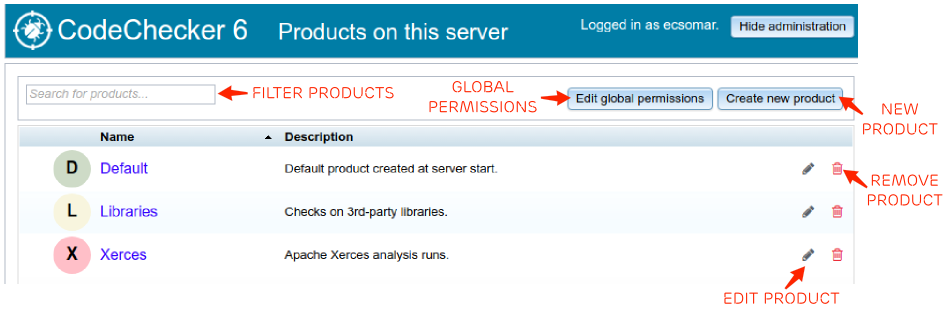 CodeChecker 6 Products on this server Logged in as ecsomar. Hide administration
Search for products... FILTER PRODUCTS GLOBAL PERMISSIONS Edit global permissions Create new product NEW PRODUCT
Name Description
D Default Default product created at server start. REMOVE PRODUCT
L Libraries Checks on 3rd-party libraries.
X Xerces Apache Xerces analysis runs.
EDIT PRODUCT